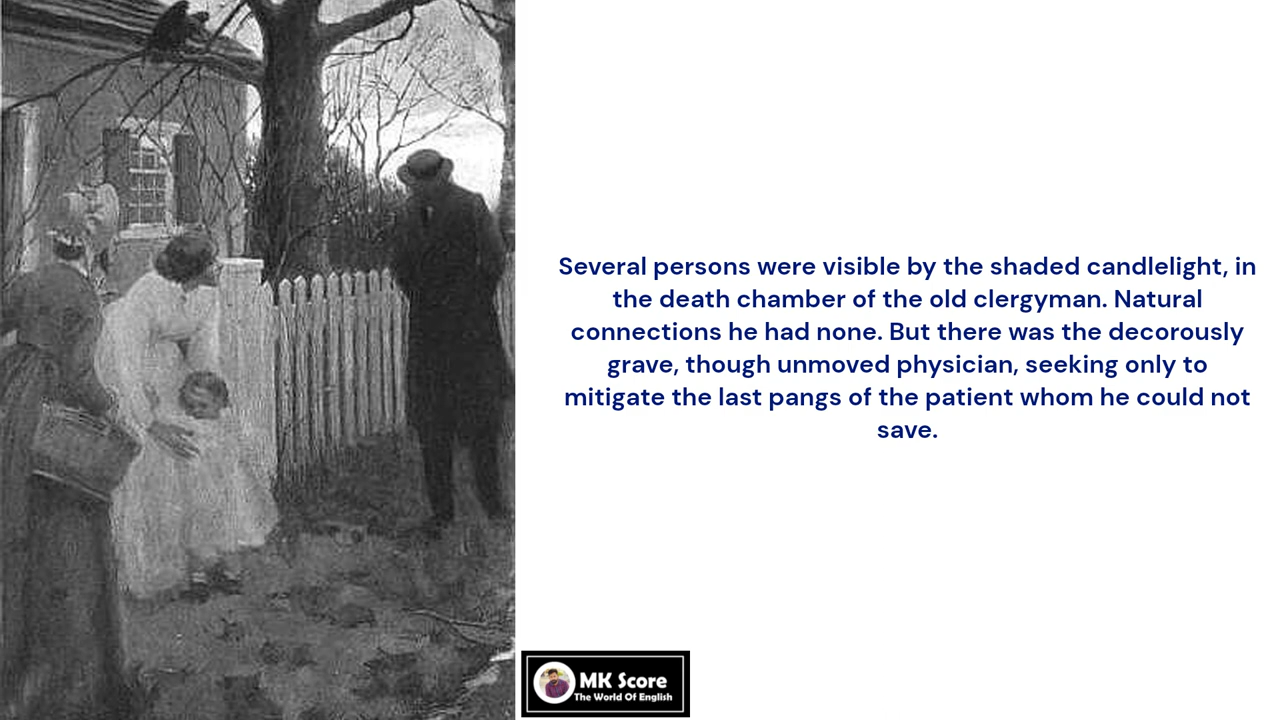 Several persons were visible by the shaded candlelight, in
the death chamber of the old clergyman. Natural
connections he had none. But there was the decorously
grave, though unmoved physician, seeking only to
mitigate the last pangs of the patient whom he could not
save.
MK Score
The World Of English